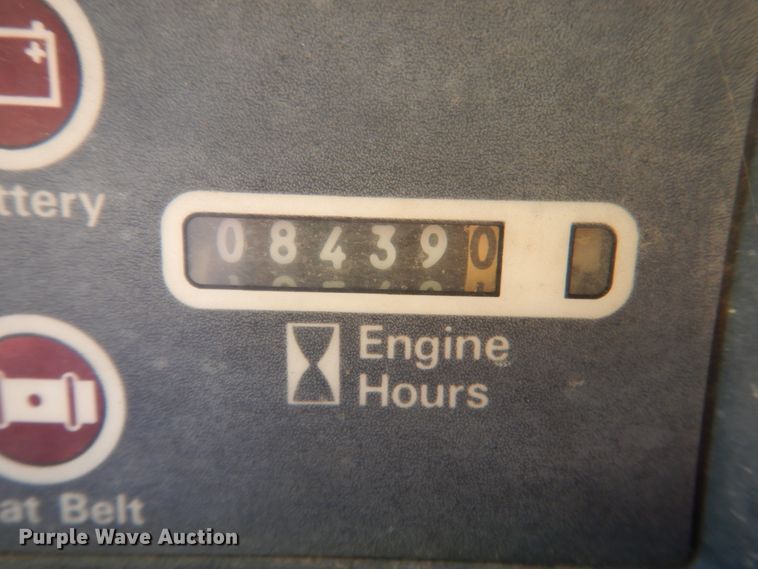 ttery
084390
Engine
Hours
at Belt
Purple Wave Auction